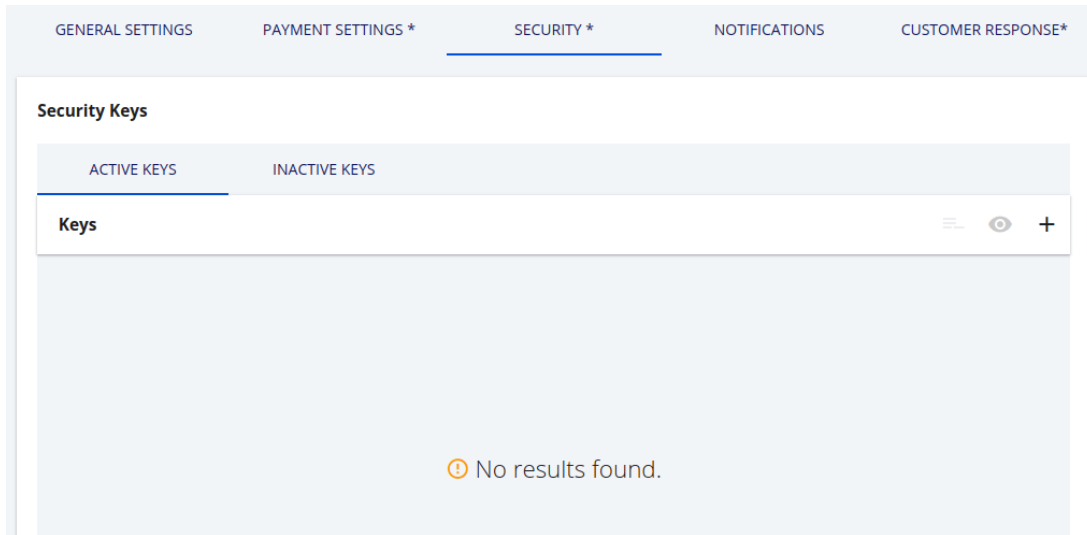 GENERAL SETTINGS PAYMENT SETTINGS * SECURITY * NOTIFICATIONS CUSTOMER RESPONSE*
Security Keys
ACTIVE KEYS INACTIVE KEYS
Keys
No results found.